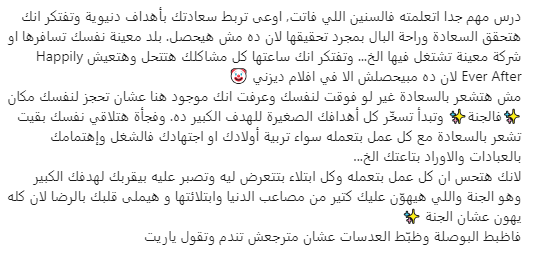 درس مهم جدا اتعلمته فالسنين اللي فاتت, اوعى تربط سعادتك بأهداف دنيوية وتفتكر انك
هتحقق السعادة وراحة البال بمجرد تحقيقها لان ده مش هيحصل. بلد معينة نفسك تسافرها او
شركة معينة تشتغل فيها الخ... وتفتكر انك ساعتها كل مشاكلك هتتحل وهتعيش Happily
Ever After لان ده مبيحصلش الا في افلام ديزني 🤡
مش هتشعر بالسعادة غير لو فوقت لنفسك وعرفت انك موجود هنا عشان تحجز لنفسك مكان
✨فالجنة✨ وتبدأ تسخّر كل أهدافك الصغيرة للهدف الكبير ده. وفجأة هتلاقي نفسك بقيت
تشعر بالسعادة مع كل عمل بتعمله سواء تربية أولادك او اجتهادك فالشغل وإهتمامك
بالعبادات والاوراد بتاعتك الخ...
لانك هتحس ان كل عمل بتعمله وكل ابتلاء بتتعرض ليه وتصبر عليه بيقربك لهدفك الكبير
وهو الجنة واللي هيهوّن عليك كتير من مصاعب الدنيا وابتلائتها و هيملى قلبك بالرضا لان كله
يهون عشان الجنة ✨
فاظبط البوصلة وظبّط العدسات عشان مترجعش تندم وتقول ياريت